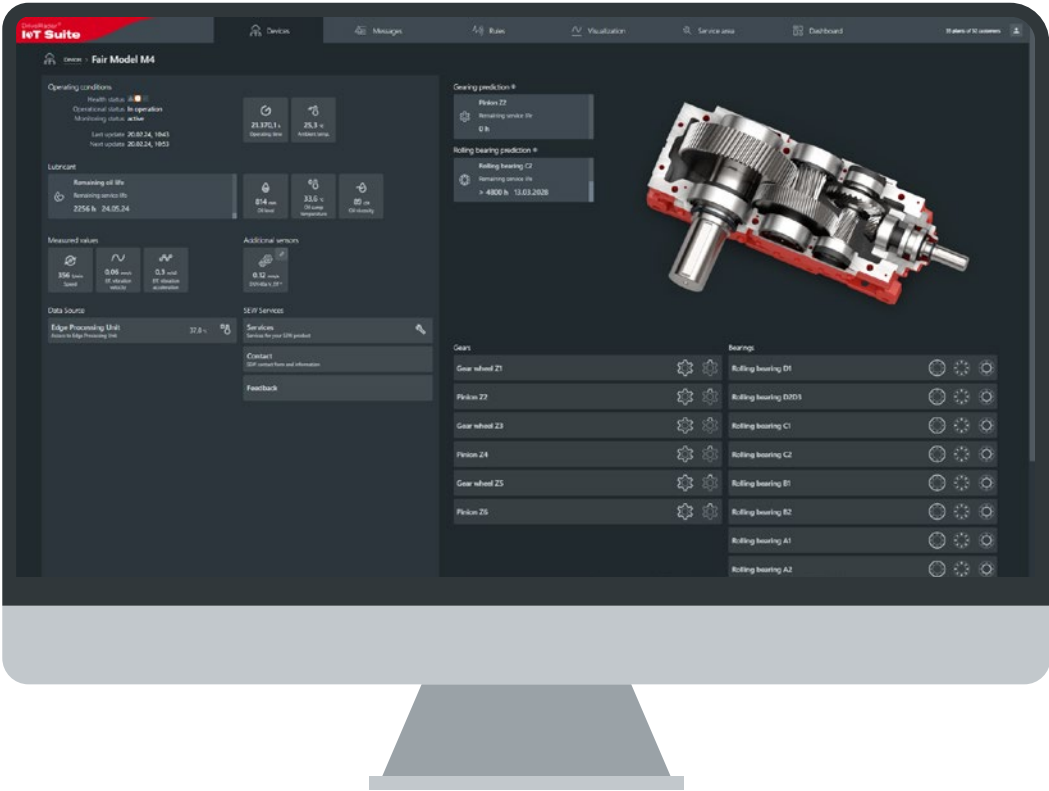 DriveRadar®
IoT Suite
Devices
Messages
Rules
Visualization
Service area
Dashboard
Devices > Fair Model M4
Operating conditions
Health status
Operational status In operation
Monitoring status active
Last update 20.02.24, 10:43
Next update 20.02.24, 10:53
21.370,1 h
Operating time
25,3 °C
Ambient temp.
Lubricant
Remaining oil life
Remaining service life
2256 h 24.05.24
814 mm
Oil level
33,6 °C
Oil sump
temperature
89 cSt
Oil viscosity
Measured values
356 1/min
Speed
0.06 mm/s
velocity
acceleration
Additional sensors
0.12
Data Source
Edge Processing Unit
Access to Edge Processing Unit
37,0 °C
SEW Services
Services
Services for your SEW product
Contact
SEW contact form and information
Feedback
Gearing prediction
Pinion Z2
Remaining service life
0 h
Rolling bearing prediction
Rolling bearing C2
Remaining service life
> 4800 h 13.03.2028
Gears
Gear wheel Z1
Pinion Z2
Gear wheel Z3
Pinion Z4
Gear wheel Z5
Pinion Z6
Bearings
Rolling bearing D1
Rolling bearing D2D3
Rolling bearing C1
Rolling bearing C2
Rolling bearing B1
Rolling bearing B2
Rolling bearing A1
Rolling bearing A2